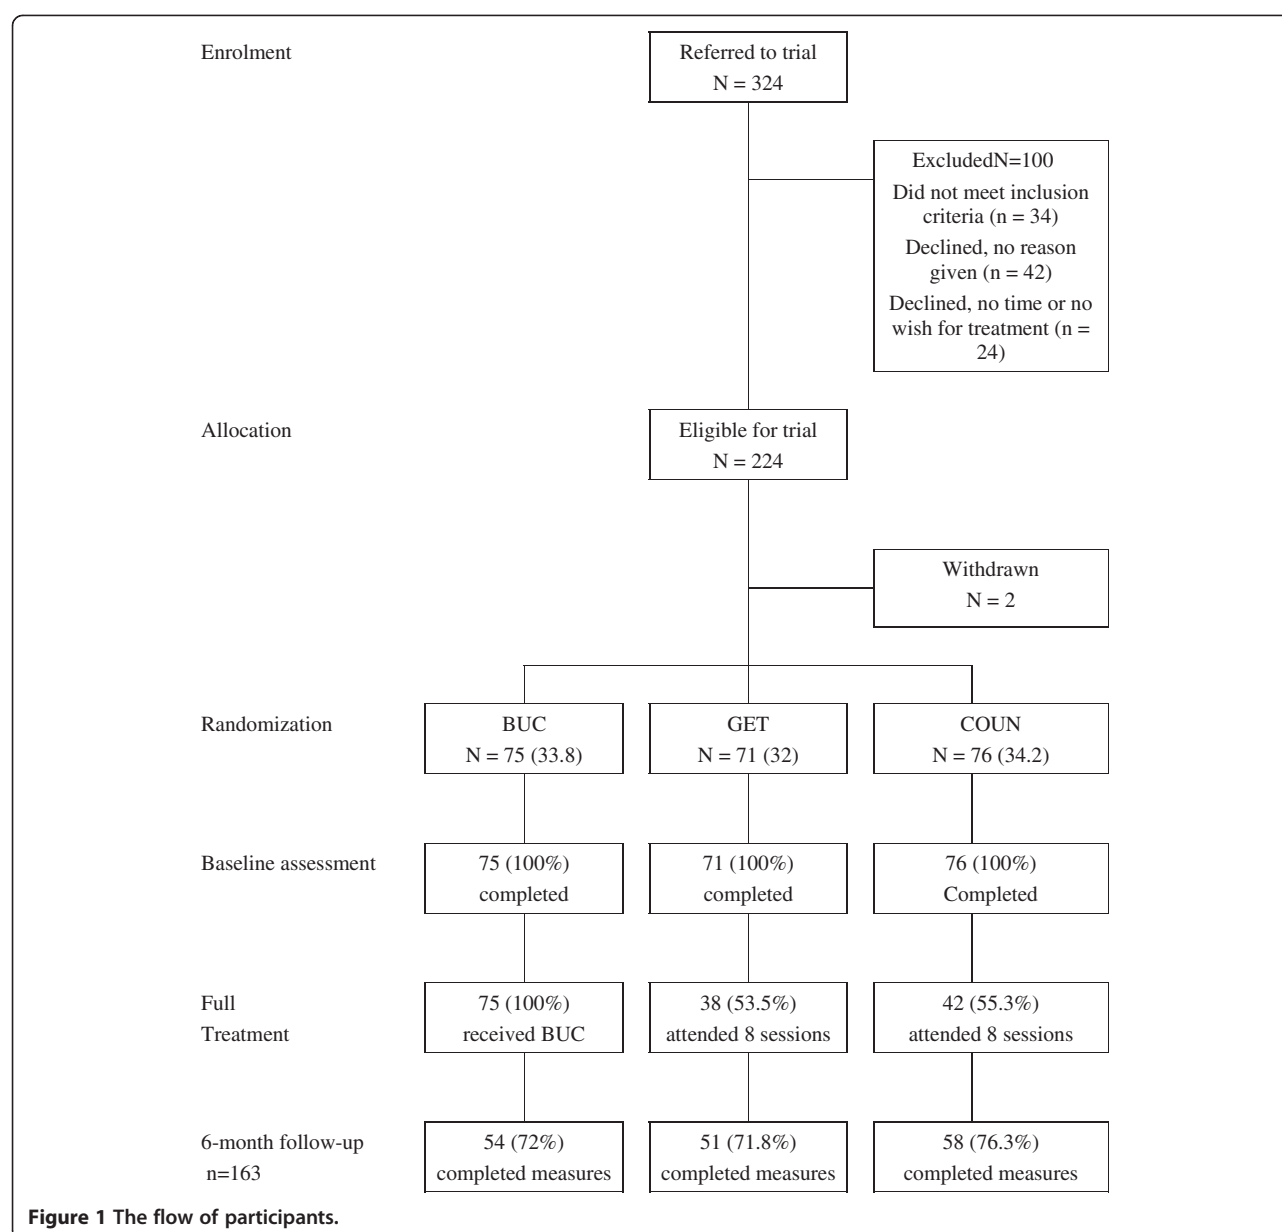 Enrolment
Referred to trial
N = 324
ExcludedN=100
Did not meet inclusion
criteria (n = 34)
Declined, no reason
given (n = 42)
Declined, no time or no
wish for treatment (n =
24)
Allocation
Eligible for trial
N = 224
Withdrawn
N = 2
Randomization
BUC
N = 75 (33.8)
GET
N = 71 (32)
COUN
N = 76 (34.2)
Baseline assessment
75 (100%)
completed
71 (100%)
completed
76 (100%)
Completed
Full
Treatment
75 (100%)
received BUC
38 (53.5%)
attended 8 sessions
42 (55.3%)
attended 8 sessions
6-month follow-up
n=163
54 (72%)
completed measures
51 (71.8%)
completed measures
58 (76.3%)
completed measures
Figure 1 The flow of participants.